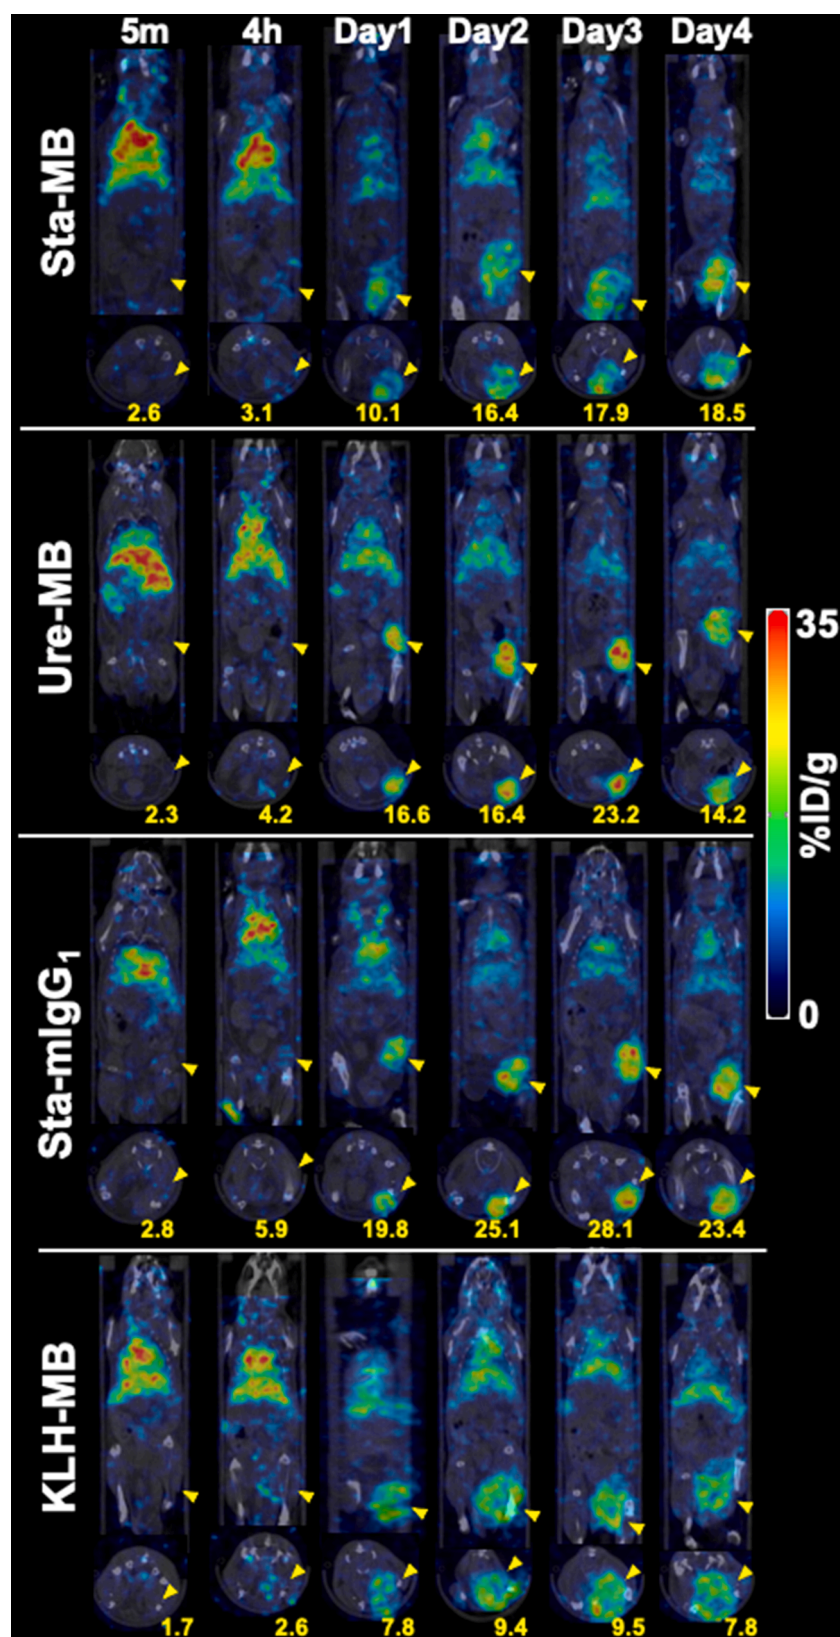 5m 4h Day1 Day2 Day3 Day4
Sta-MB
2.6 3.1 10.1 16.4 17.9 18.5
Ure-MB
2.3 4.2 16.6 16.4 23.2 14.2
35
%ID/g
0
Sta-mIgG₁
2.8 5.9 19.8 25.1 28.1 23.4
KLH-MB
1.7 2.6 7.8 9.4 9.5 7.8